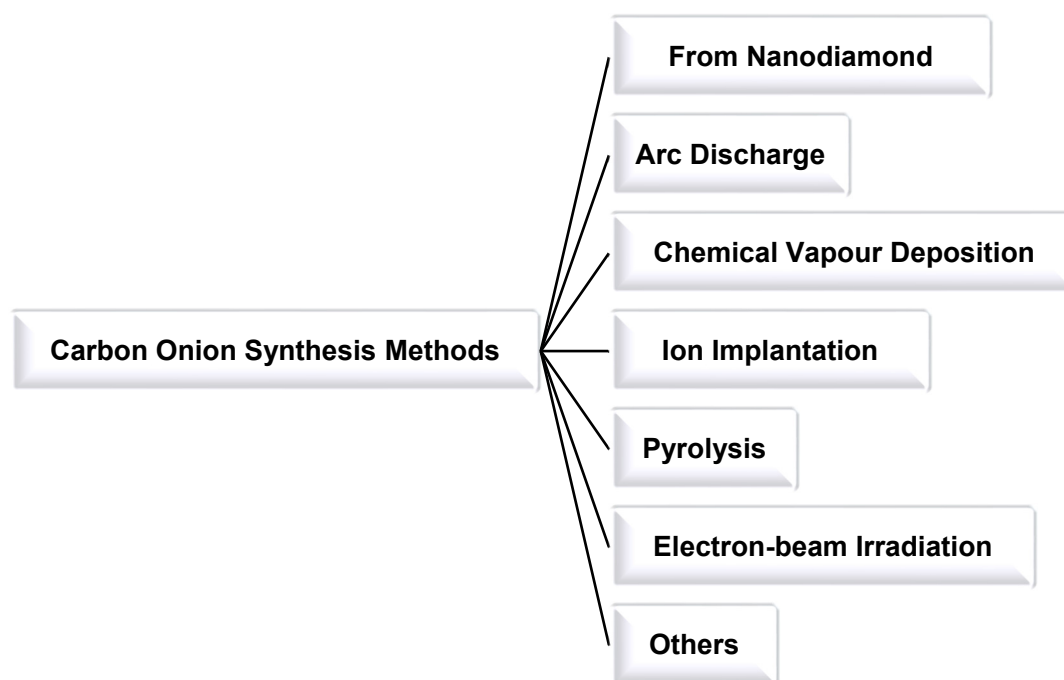 From Nanodiamond
Arc Discharge
Chemical Vapour Deposition
Carbon Onion Synthesis Methods
Ion Implantation
Pyrolysis
Electron-beam Irradiation
Others